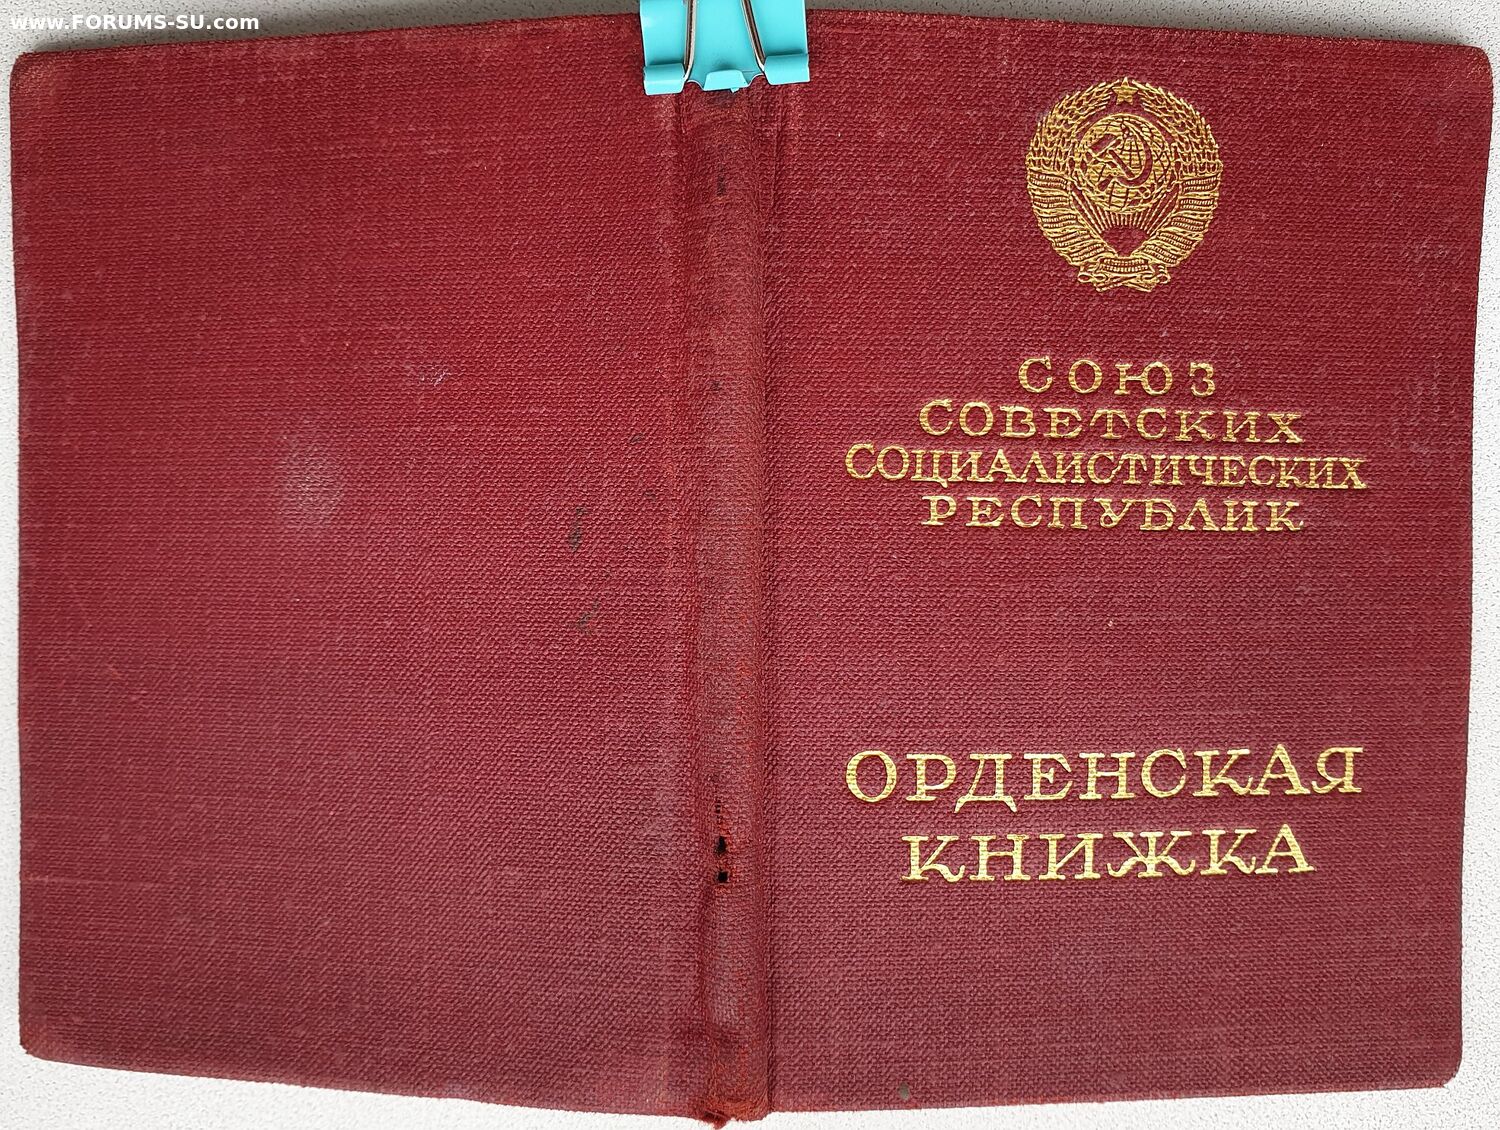 www.FORUMS-SU.com
СОЮЗ
СОВЕТСКИХ
СОЦИАЛИСТИЧЕСКИХ
РЕСПУБЛИК
ОРДЕНСКАЯ
КНИЖКА